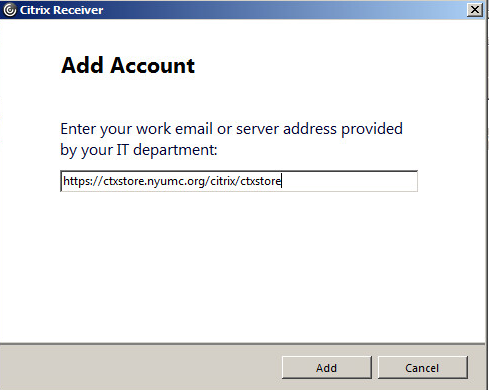 Citrix Receiver
Add Account
Enter your work email or server address provided
by your IT department:
https://ctxstore.nyumc.org/citrix/ctxstore
Add
Cancel